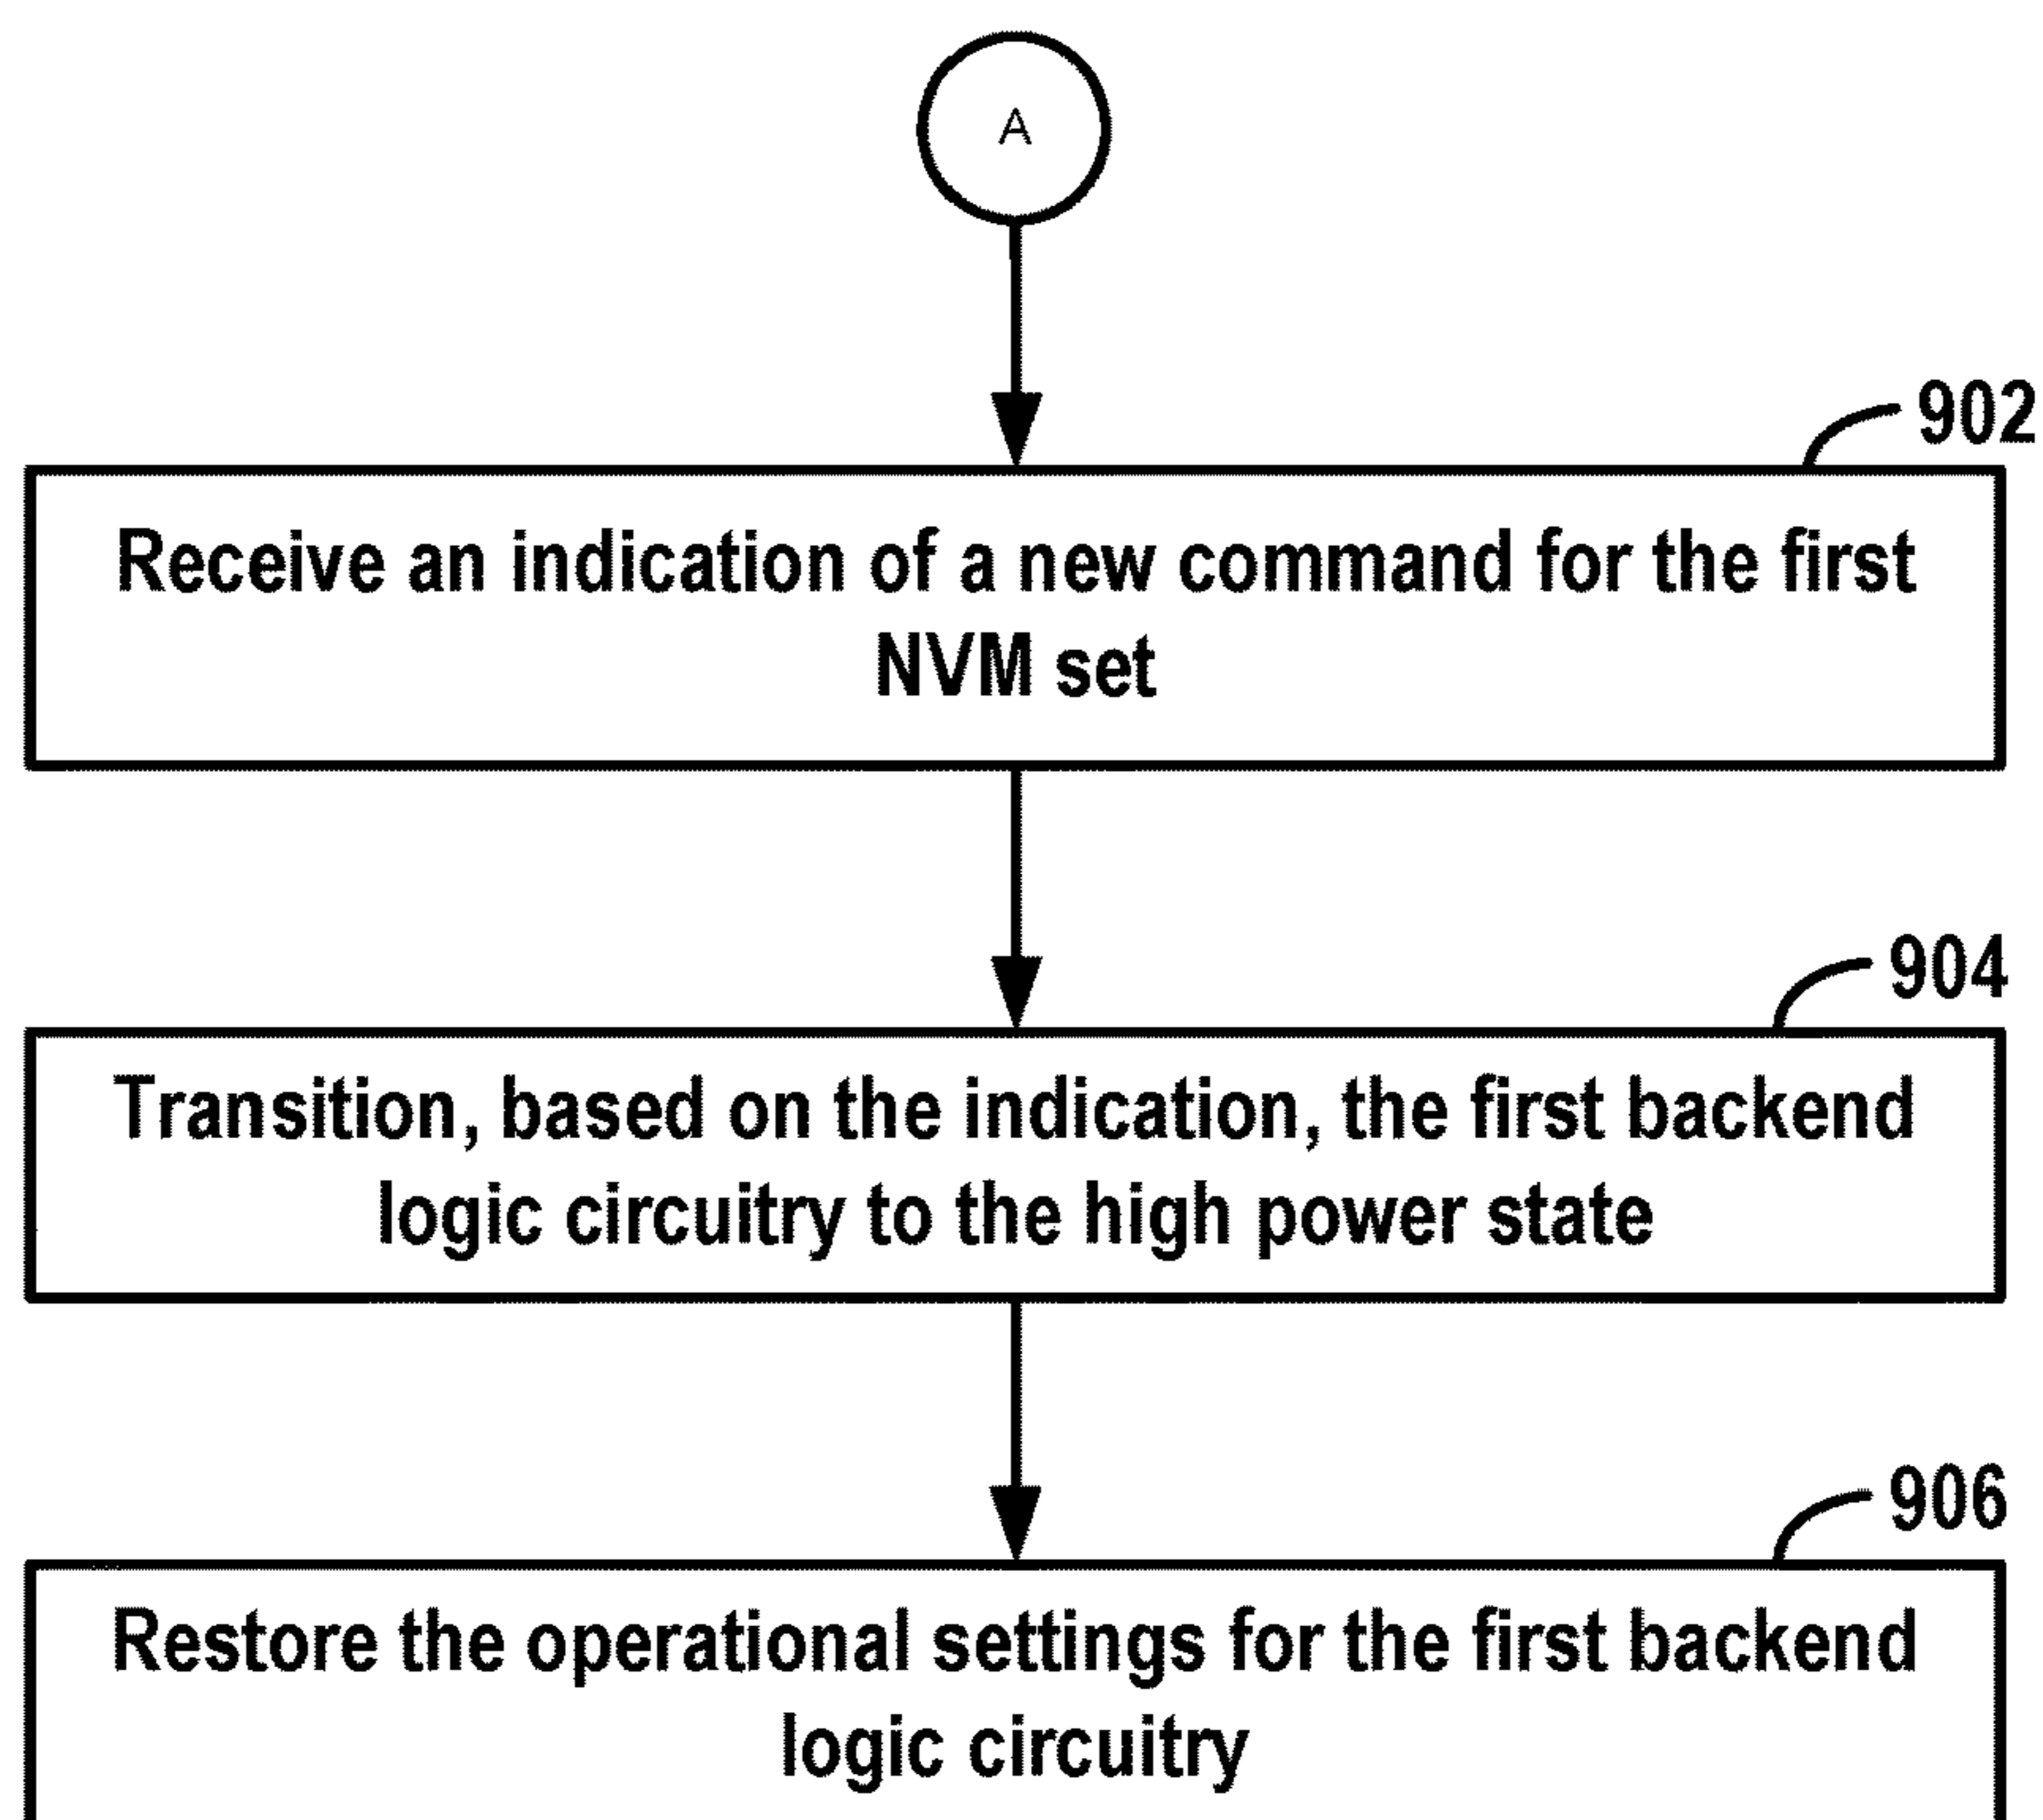 A
902
Receive an indication of a new command for the first
NVM set
904
Transition, based on the indication, the first backend
logic circuitry to the high power state
906
Restore the operational settings for the first backend
logic circuitry